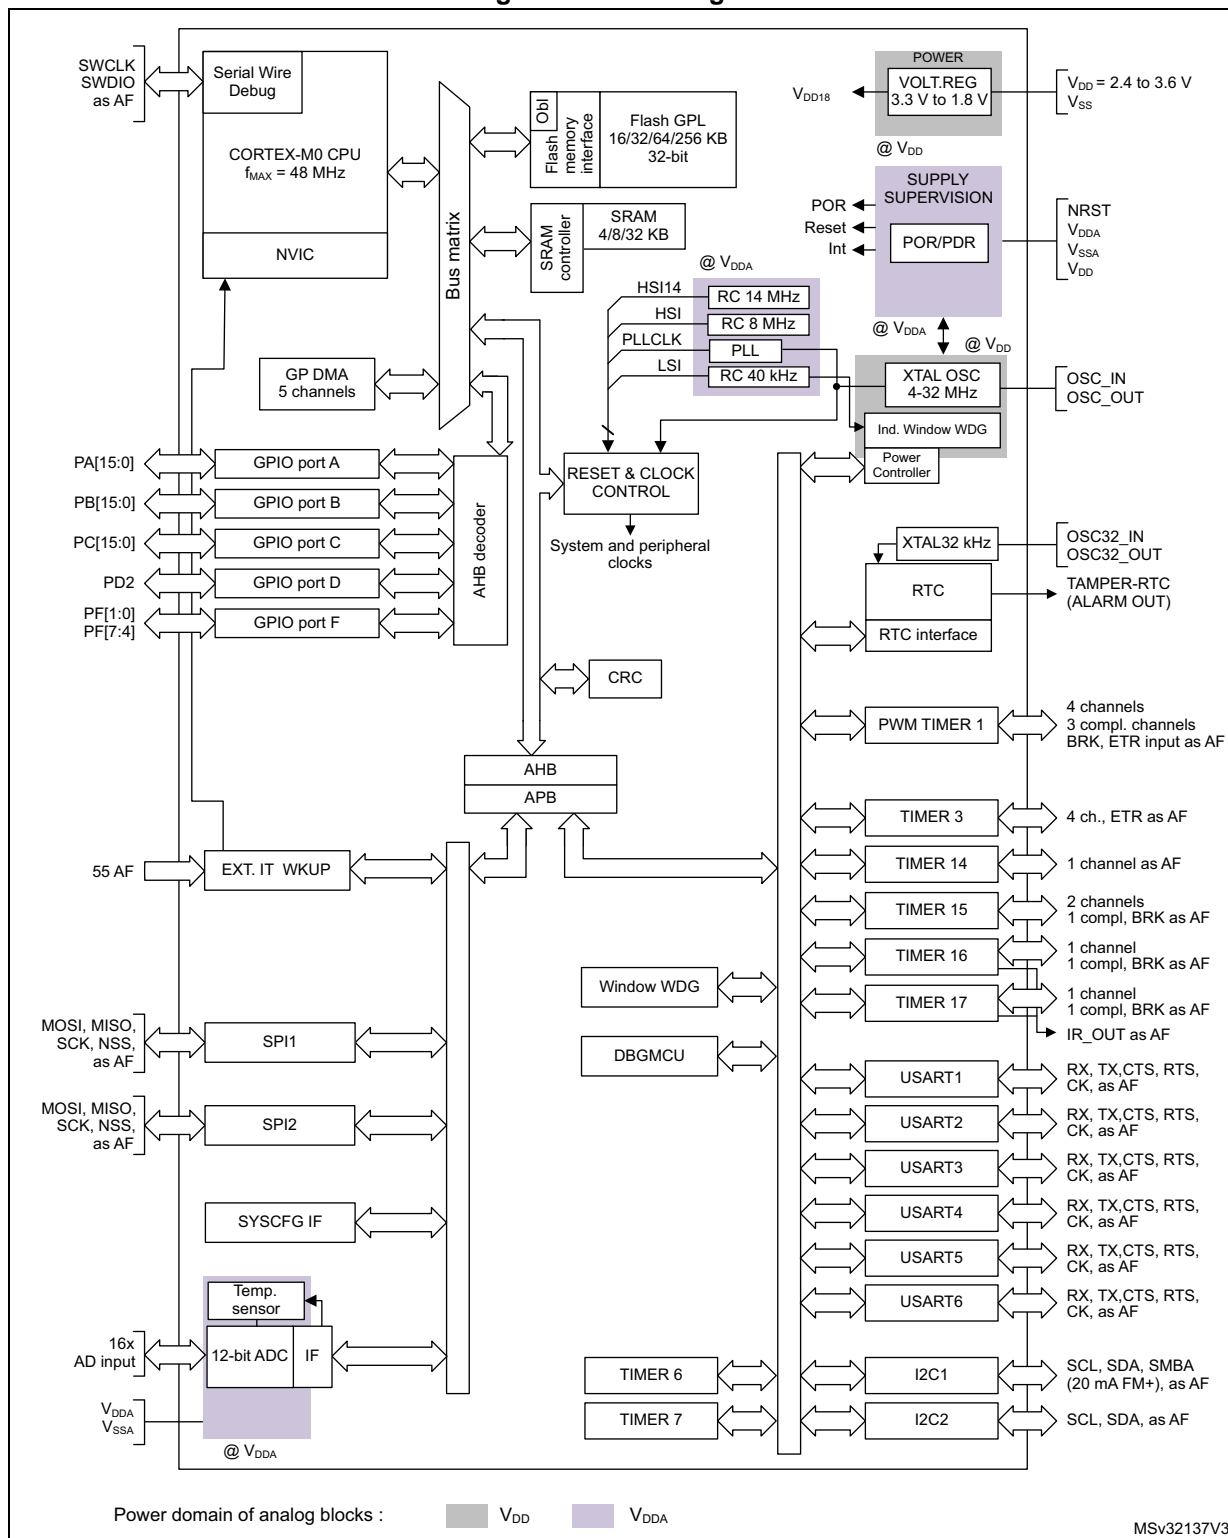 SWCLK
SWDIO
as AF
Serial Wire
Debug
CORTEX-M0 CPU
fMAX = 48 MHz
NVIC
Bus matrix
Obl
Flash
memory
interface
Flash GPL
16/32/64/256 KB
32-bit
SRAM
controller
SRAM
4/8/32 KB
POWER
VOLT.REG
3.3 V to 1.8 V
VDD18
VDD = 2.4 to 3.6 V
VSS
@ VDD
SUPPLY
SUPERVISION
POR
Reset
Int
POR/PDR
NRST
VDDA
VSSA
VDD
@ VDDA
HSI14
RC 14 MHz
HSI
RC 8 MHz
PLLCLK
PLL
LSI
RC 40 kHz
@ VDDA
@ VDD
XTAL OSC
4-32 MHz
OSC_IN
OSC_OUT
Ind. Window WDG
Power
Controller
GP DMA
5 channels
PA[15:0]
GPIO port A
PB[15:0]
GPIO port B
PC[15:0]
GPIO port C
PD2
GPIO port D
PF[1:0]
PF[7:4]
GPIO port F
AHB decoder
RESET & CLOCK
CONTROL
System and peripheral
clocks
XTAL32 kHz
OSC32_IN
OSC32_OUT
RTC
TAMPER-RTC
(ALARM OUT)
RTC interface
CRC
PWM TIMER 1
4 channels
3 compl. channels
BRK, ETR input as AF
AHB
APB
TIMER 3
4 ch., ETR as AF
55 AF
EXT. IT WKUP
TIMER 14
1 channel as AF
TIMER 15
2 channels
1 compl, BRK as AF
TIMER 16
1 channel
1 compl, BRK as AF
Window WDG
TIMER 17
1 channel
1 compl, BRK as AF
IR_OUT as AF
MOSI, MISO,
SCK, NSS,
as AF
SPI1
DBGMCU
USART1
RX, TX,CTS, RTS,
CK, as AF
MOSI, MISO,
SCK, NSS,
as AF
SPI2
USART2
RX, TX,CTS, RTS,
CK, as AF
USART3
RX, TX,CTS, RTS,
CK, as AF
SYSCFG IF
USART4
RX, TX,CTS, RTS,
CK, as AF
USART5
RX, TX,CTS, RTS,
CK, as AF
USART6
RX, TX,CTS, RTS,
CK, as AF
Temp.
sensor
16x
AD input
12-bit ADC
IF
VDDA
VSSA
@ VDDA
TIMER 6
I2C1
SCL, SDA, SMBA
(20 mA FM+), as AF
TIMER 7
I2C2
SCL, SDA, as AF
Power domain of analog blocks :
VDD
VDDA
MSv32137V3